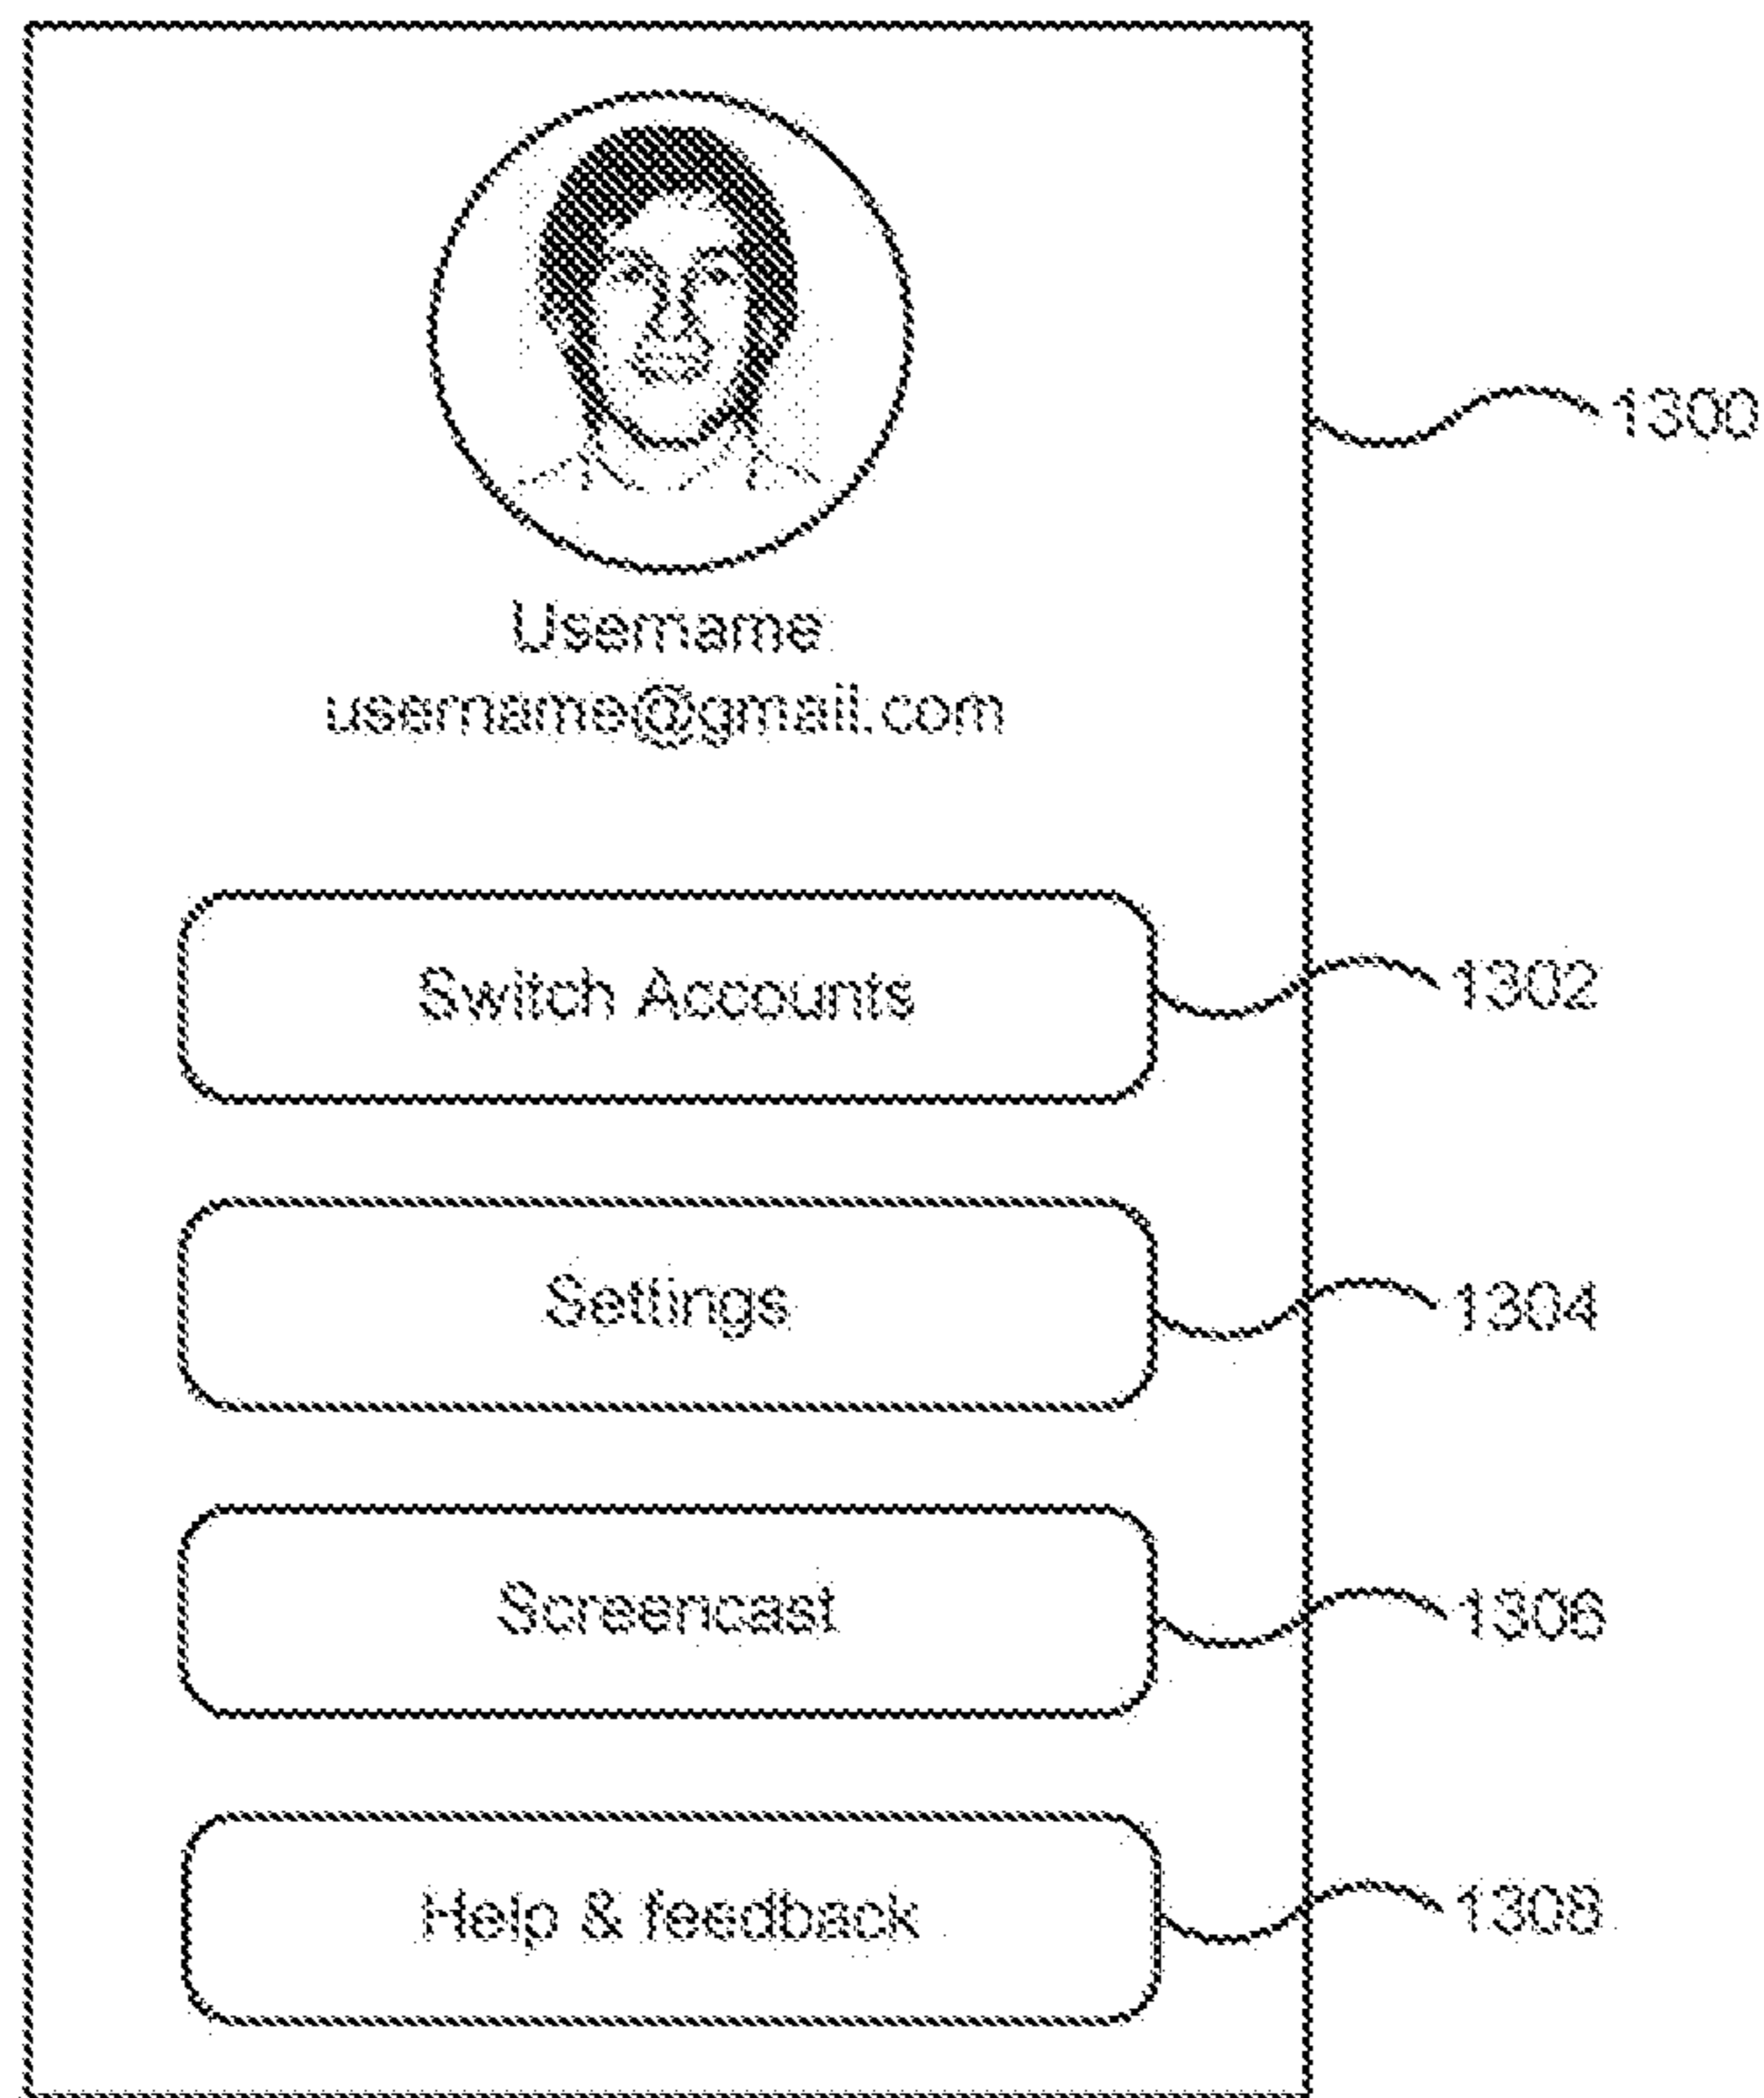 1300
Username
username@gmail.com
Switch Accounts 1302
Settings 1304
Screencast 1306
Help & feedback 1308